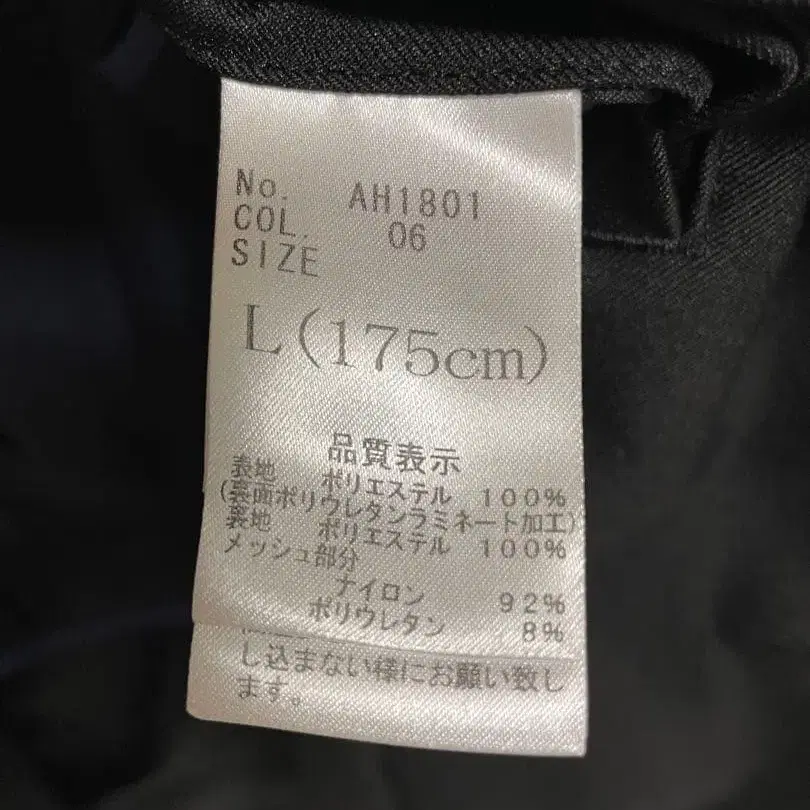 No. AH1801
COL. 06
SIZE
L(175cm)
品質表示
表地 ポリエステル 100%
(裏面ポリウレタンラミネート加工)
裏地 ポリエステル 100%
メッシュ部分
ナイロン 92%
ポリウレタン 8%
し込まない様にお願い致し
ます。